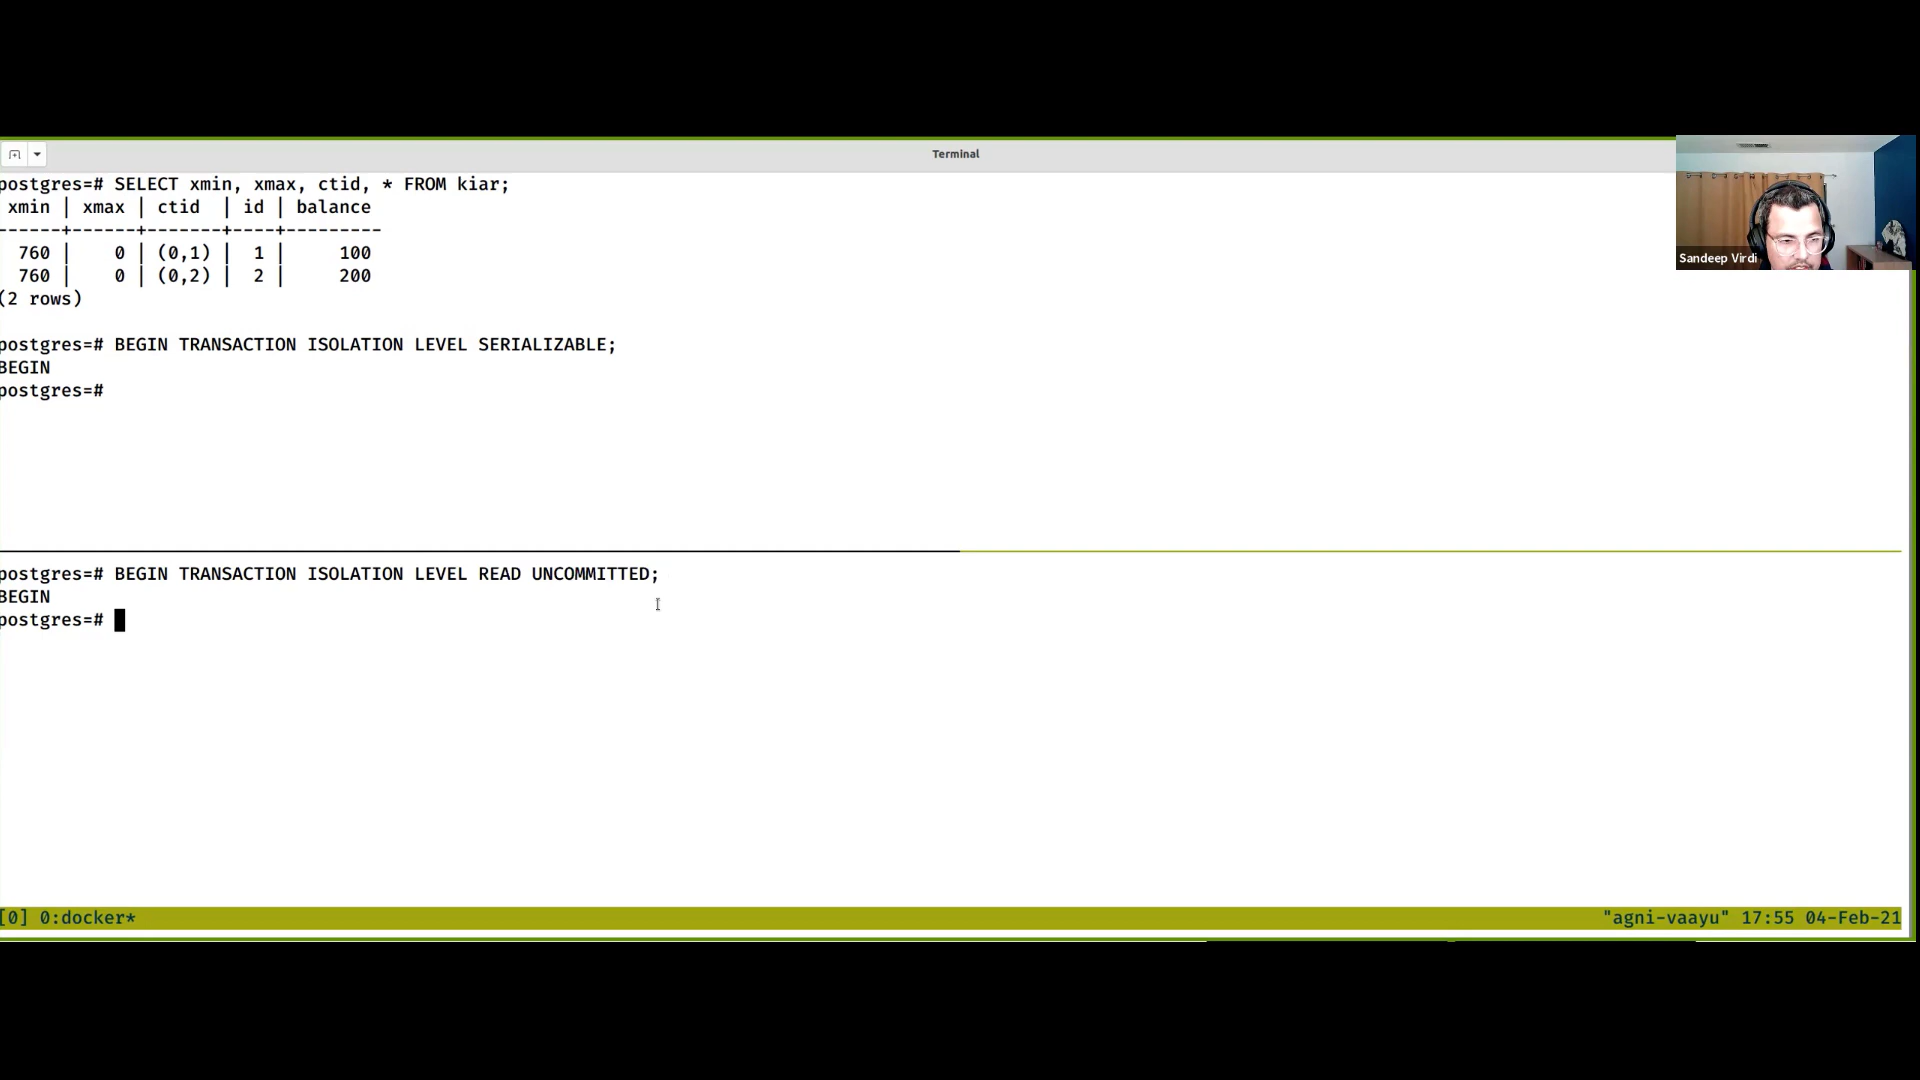 Terminal
postgres=# SELECT xmin, xmax, ctid, * FROM kiar;
xmin | xmax | ctid  | id | balance
------+------+-------+----+---------
760 |    0 | (0,1) |  1 |     100
760 |    0 | (0,2) |  2 |     200
(2 rows)
postgres=# BEGIN TRANSACTION ISOLATION LEVEL SERIALIZABLE;
BEGIN
postgres=#
postgres=# BEGIN TRANSACTION ISOLATION LEVEL READ UNCOMMITTED;
BEGIN
postgres=#
[0] 0:docker*
"agni-vaayu" 17:55 04-Feb-21
Sandeep Virdi